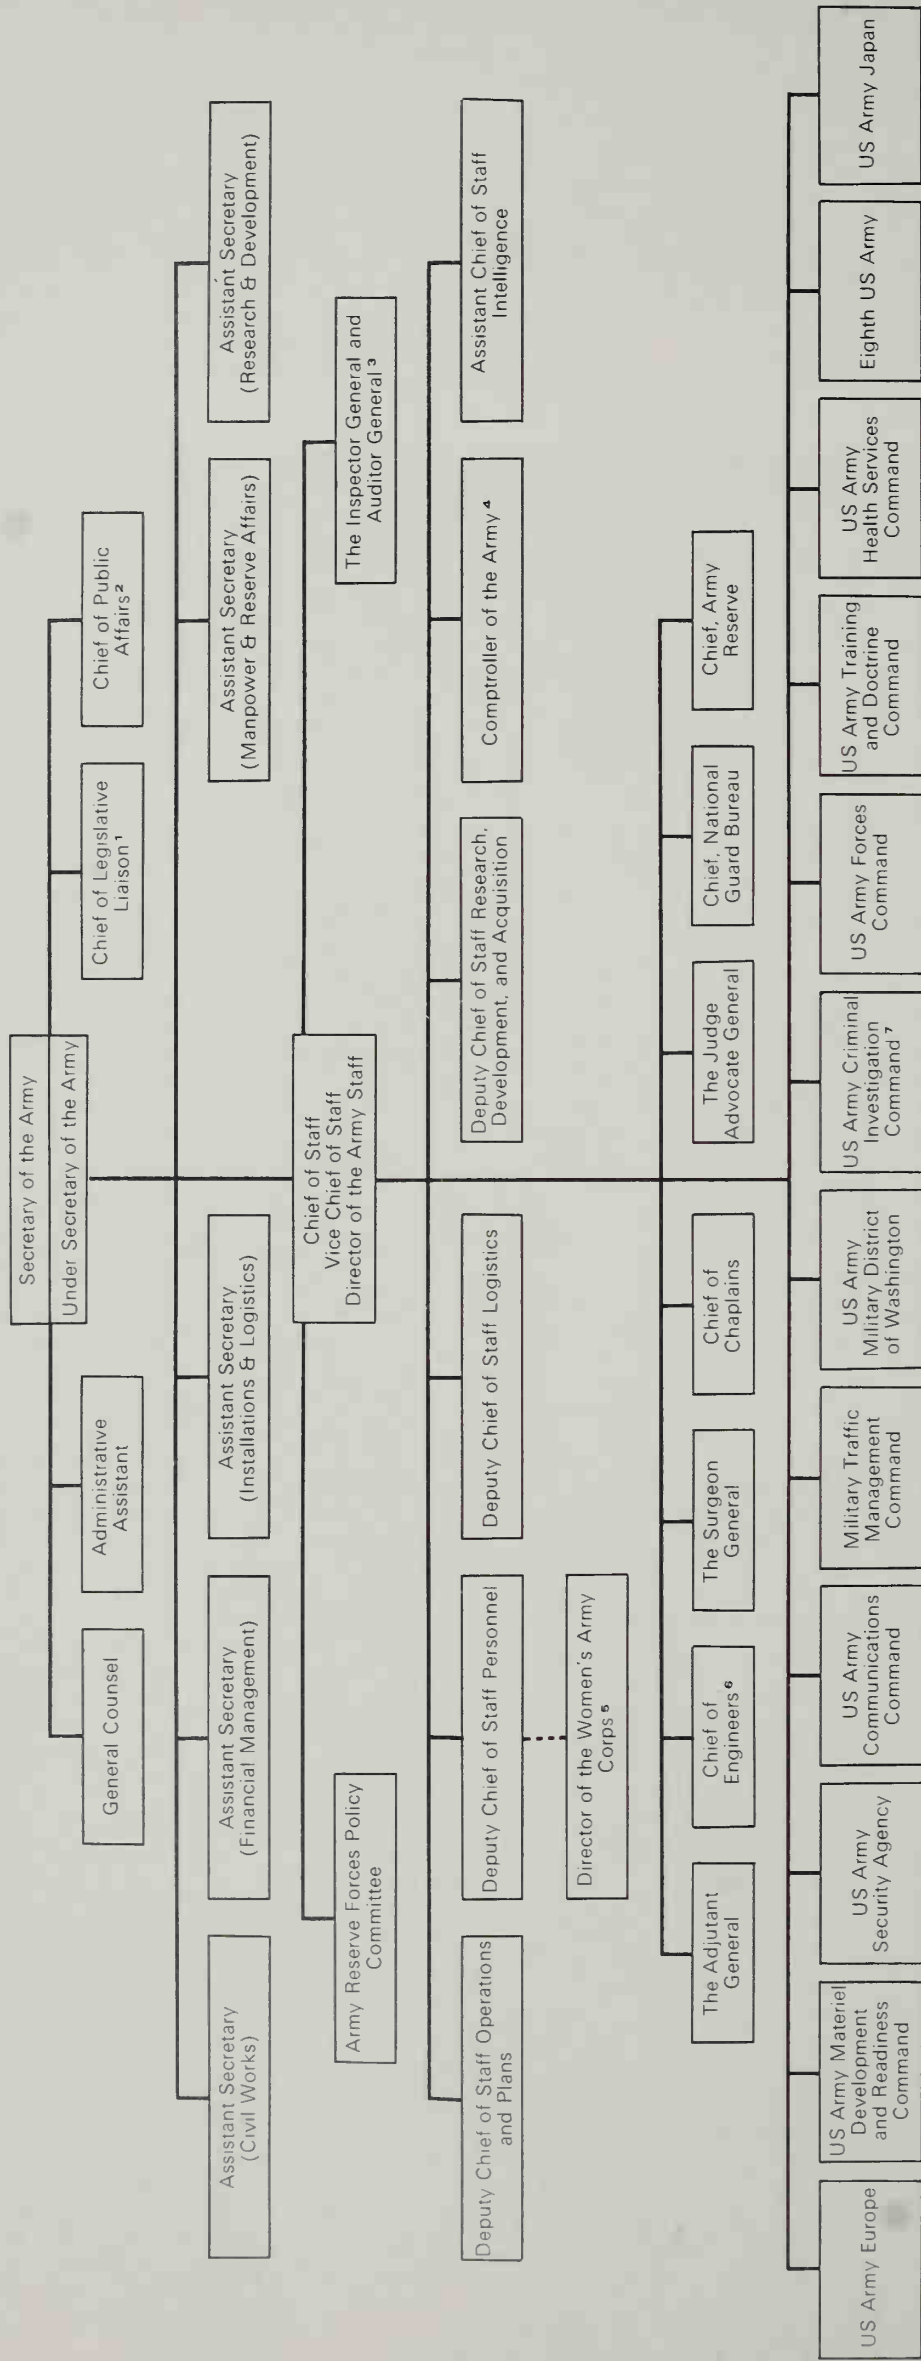 Secretary of the Army
Under Secretary of the Army
General Counsel
Administrative
Assistant
Chief of Legislative
Liaison¹
Chief of Public
Affairs²
Assistant Secretary
(Civil Works)
Assistant Secretary
(Financial Management)
Assistant Secretary
(Installations & Logistics)
Assistant Secretary
(Manpower & Reserve Affairs)
Assistant Secretary
(Research & Development)
Chief of Staff
Vice Chief of Staff
Director of the Army Staff
Army Reserve Forces Policy
Committee
The Inspector General and
Auditor General³
Deputy Chief of Staff Operations
and Plans
Deputy Chief of Staff Personnel
Deputy Chief of Staff Logistics
Deputy Chief of Staff Research,
Development, and Acquisition
Comptroller of the Army⁴
Assistant Chief of Staff
Intelligence
Director of the Women's Army
Corps⁵
The Adjutant
General
Chief of
Engineers⁶
The Surgeon
General
Chief of
Chaplains
The Judge
Advocate General
Chief, National
Guard Bureau
Chief, Army
Reserve
US Army Europe
US Army Materiel
Development
and Readiness
Command
US Army
Security Agency
US Army
Communications
Command
Military Traffic
Management
Command
US Army
Military District
of Washington
US Army Criminal
Investigation
Command⁷
US Army Forces
Command
US Army Training
and Doctrine
Command
US Army
Health Services
Command
Eighth US Army
US Army Japan